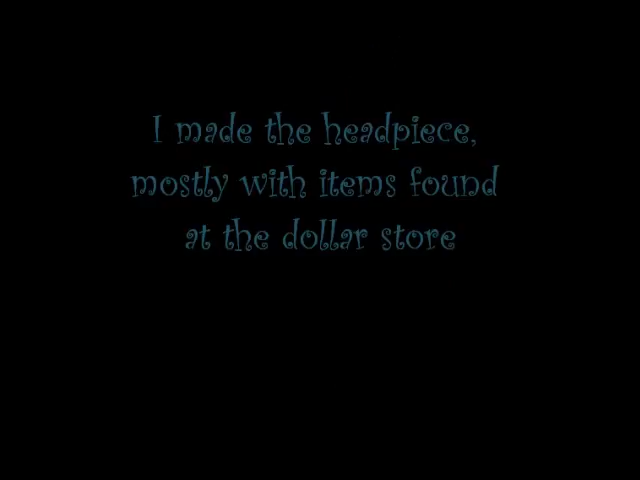 I made the headpiece,
mostly with items found
at the dollar store